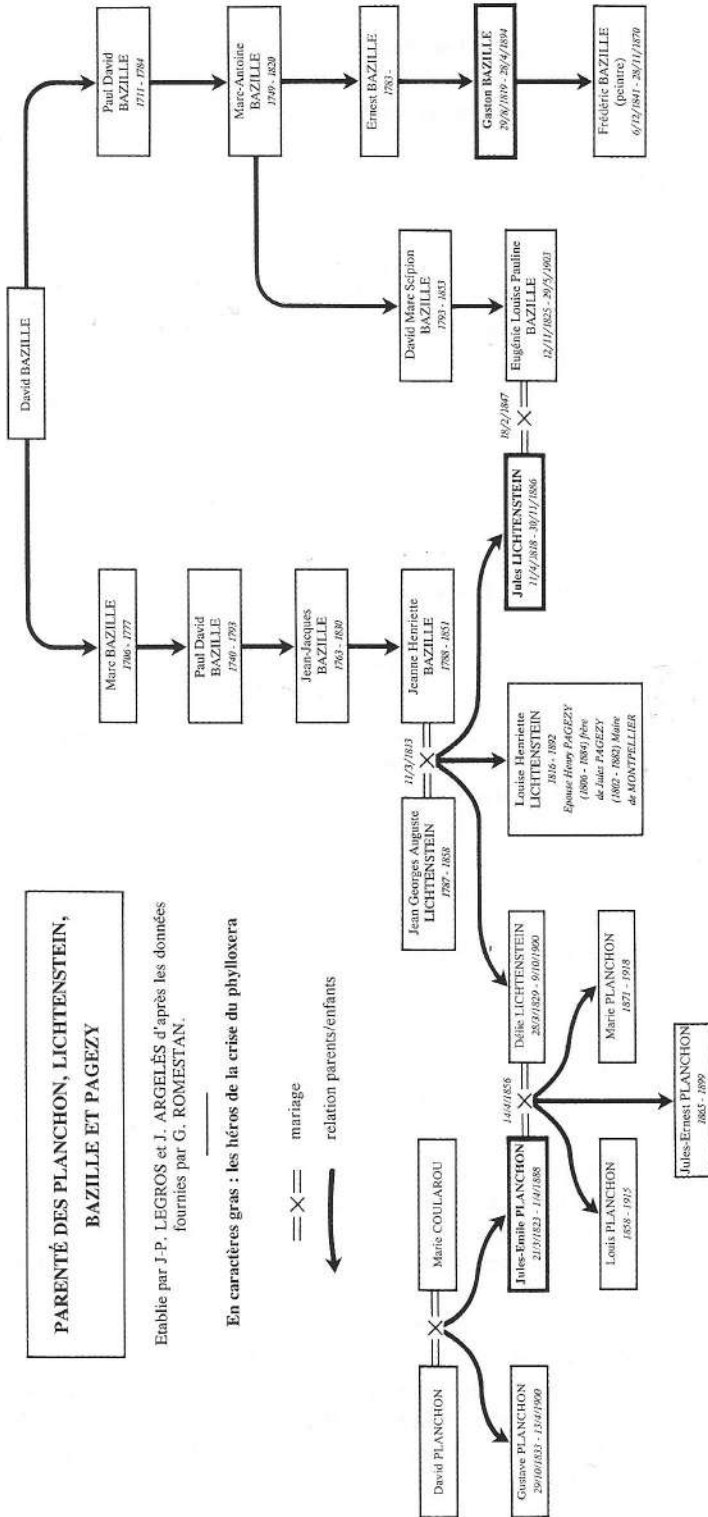 PARENTÉ DES PLANCHON, LICHTENSTEIN,
BAZILLE ET PAGEZY
Etablie par J-P. LEGROS et J. ARGELÈS d'après les données
fournies par G. ROMESTAN.
En caractères gras : les héros de la crise du phylloxera
mariage
relation parents/enfants
David BAZILLE
Marc BAZILLE
1706 - 1777
Paul David
BAZILLE
1711 - 1784
Paul David
BAZILLE
1740 - 1793
Marc-Antoine
BAZILLE
1749 - 1820
Jean-Jacques
BAZILLE
1763 - 1830
Ernest BAZILLE
1783 -
David PLANCHON
Marie COULAROU
Jean Georges Auguste
LICHTENSTEIN
1787 - 1858
11/3/1813
Jeanne Henriette
BAZILLE
1788 - 1851
David Marc Scipion
BAZILLE
1793 - 1853
Gaston BAZILLE
29/8/1819 - 28/4/1894
Gustave PLANCHON
29/10/1833 - 13/4/1900
Jules-Emile PLANCHON
21/3/1823 - 1/4/1888
14/4/1856
Délie LICHTENSTEIN
28/3/1829 - 9/10/1900
Louise Henriette
LICHTENSTEIN
1816 - 1892
Epouse Henry PAGEZY
(1806 - 1884) frère
de Jules PAGEZY
(1802 - 1882) Maire
de MONTPELLIER
Jules LICHTENSTEIN
11/4/1818 - 30/11/1886
18/2/1847
Eugénie Louise Pauline
BAZILLE
12/11/1825 - 29/5/1903
Frédéric BAZILLE
(peintre)
6/12/1841 - 28/11/1870
Louis PLANCHON
1858 - 1915
Marie PLANCHON
1871 - 1918
Jules-Ernest PLANCHON
1865 - 1899